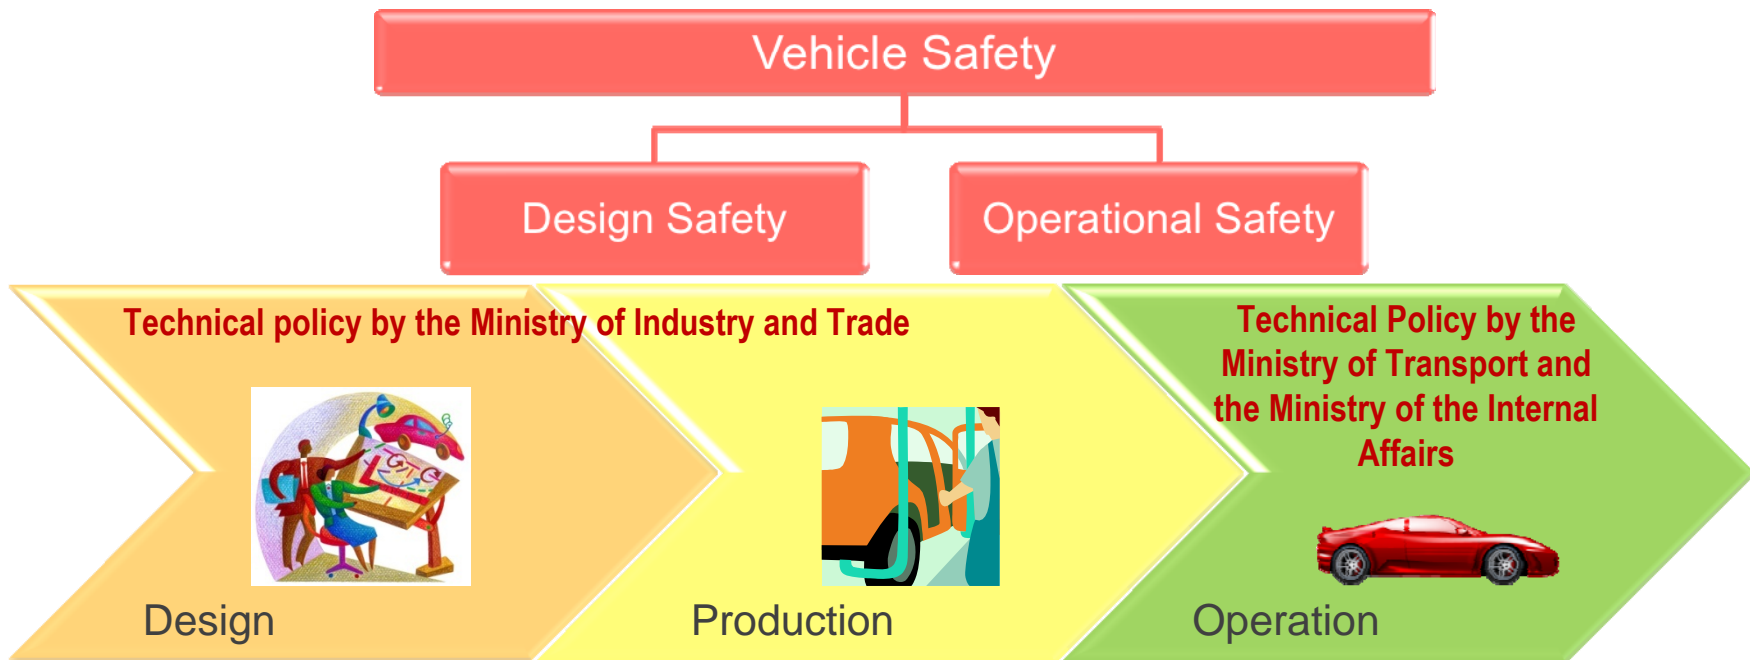 Vehicle Safety
Design Safety
Operational Safety
Technical policy by the Ministry of Industry and Trade
Technical Policy by the
Ministry of Transport and
the Ministry of the Internal
Affairs
Design
Production
Operation